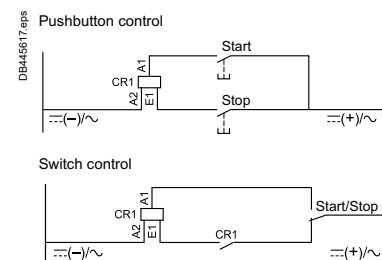 DB445617.eps
Pushbutton control
Start
A1
CR1
A2
E1
Stop
(–)/~
(+)/~
Switch control
A1
CR1
Start/Stop
A2
E1
CR1
(–)/~
(+)/~